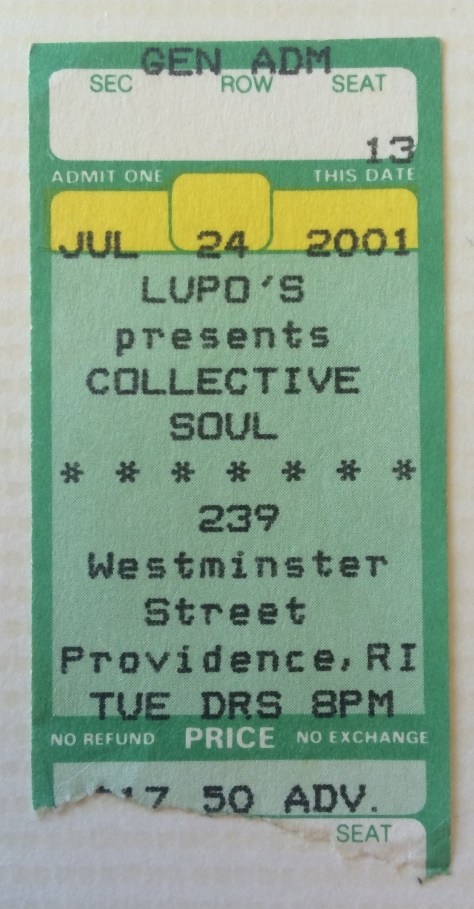 GEN ADM
SEC ROW SEAT
13
ADMIT ONE THIS DATE
JUL 24 2001
LUPO'S
presents
COLLECTIVE
SOUL
* * * * * * *
239
Westminster
Street
Providence, RI
TUE DRS 8PM
NO REFUND PRICE NO EXCHANGE
$17 50 ADV.
SEAT